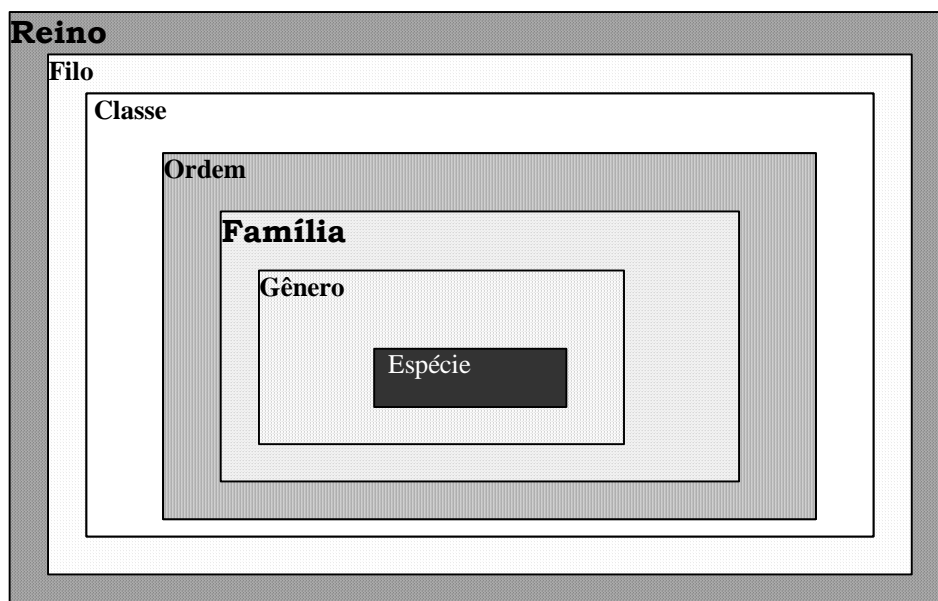 Reino
Filo
Classe
Ordem
Família
Gênero
Espécie